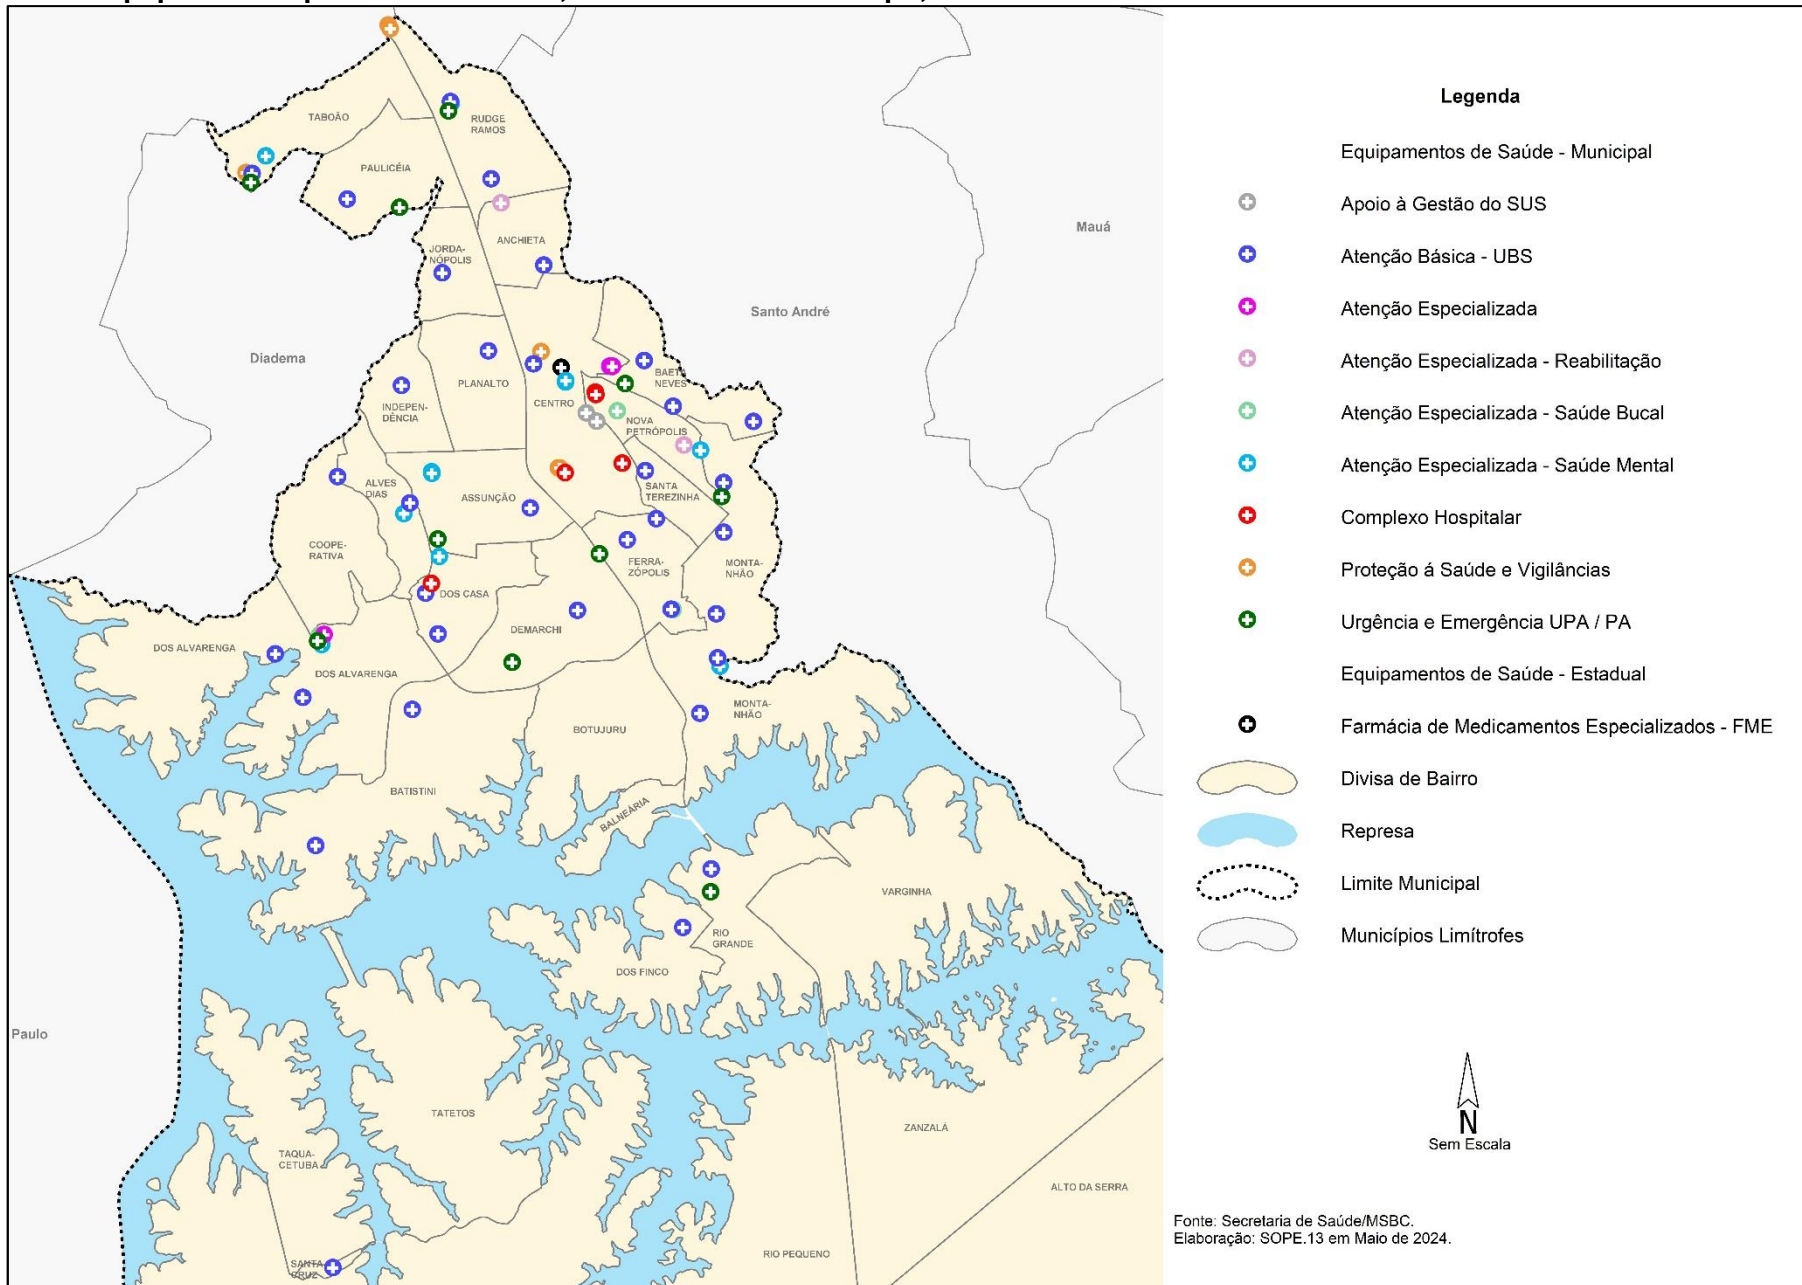 TABOÃO
RUDGE
RAMOS
PAULICÉIA
ANCHIETA
JORDA-
NÓPOLIS
Mauá
Santo André
Diadema
PLANALTO
INDEPEN-
DÊNCIA
CENTRO
BAETA
NEVES
NOVA
PETRÓPOLIS
ALVES
DIAS
ASSUNÇÃO
SANTA
TEREZINHA
COOPE-
RATIVA
FERRA-
ZÓPOLIS
MONTA-
NHÃO
DOS CASA
DEMARCHI
DOS ALVARENGA
DOS ALVARENGA
MONTA-
NHÃO
BOTUJURU
BATISTINI
BALNEÁRIA
VARGINHA
RIO
GRANDE
DOS FINCO
Paulo
TATETOS
ZANZALÁ
TAQUA-
CETUBA
ALTO DA SERRA
RIO PEQUENO
SANTA
CRUZ
Legenda
Equipamentos de Saúde - Municipal
Apoio à Gestão do SUS
Atenção Básica - UBS
Atenção Especializada
Atenção Especializada - Reabilitação
Atenção Especializada - Saúde Bucal
Atenção Especializada - Saúde Mental
Complexo Hospitalar
Proteção á Saúde e Vigilâncias
Urgência e Emergência UPA / PA
Equipamentos de Saúde - Estadual
Farmácia de Medicamentos Especializados - FME
Divisa de Bairro
Represa
Limite Municipal
Municípios Limítrofes
N
Sem Escala
Fonte: Secretaria de Saúde/MSBC.
Elaboração: SOPE.13 em Maio de 2024.